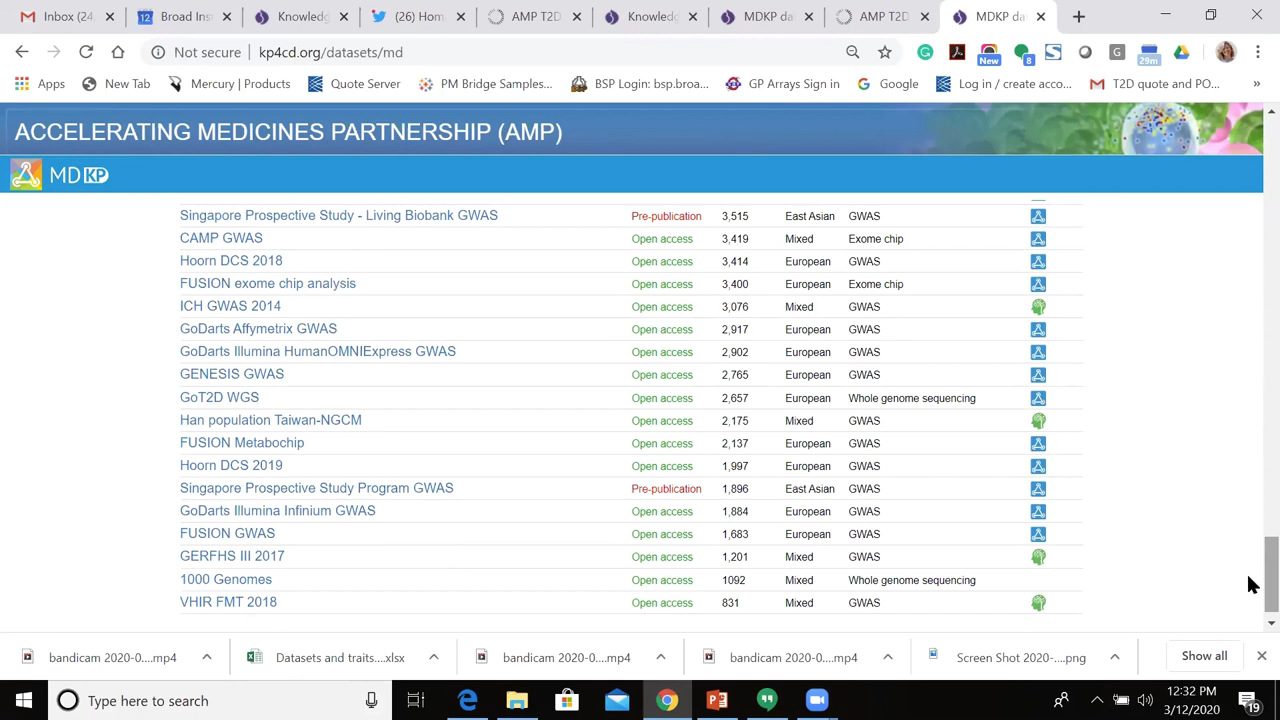 Inbox (24
Broad Ins
Knowledg
(26) Hom
AMP T2D
Knowledg
MDKP da
AMP T2D
MDKP da
Not secure
kp4cd.org/datasets/md
New
8
G
29m
Apps
New Tab
Mercury | Products
Quote Server
PM Bridge Samples...
BSP Login: bsp.broa...
GP Arrays Sign in
Google
Log in / create acco...
T2D quote and PO...
»
ACCELERATING MEDICINES PARTNERSHIP (AMP)
MD KP
Singapore Prospective Study - Living Biobank GWAS Pre-publication 3,515 East Asian GWAS
CAMP GWAS Open access 3,419 Mixed Exome chip
Hoorn DCS 2018 Open access 3,414 European GWAS
FUSION exome chip analysis Open access 3,400 European Exome chip
ICH GWAS 2014 Open access 3,076 Mixed GWAS
GoDarts Affymetrix GWAS Open access 2,917 European GWAS
GoDarts Illumina HumanOMNIExpress GWAS Open access 2,902 European GWAS
GENESIS GWAS Open access 2,765 European GWAS
GoT2D WGS Open access 2,657 European Whole genome sequencing
Han population Taiwan-NGCM Open access 2,175 Mixed GWAS
FUSION Metabochip Open access 2,137 European GWAS
Hoorn DCS 2019 Open access 1,997 European GWAS
Singapore Prospective Study Program GWAS Pre-publication 1,896 East Asian GWAS
GoDarts Illumina Infinium GWAS Open access 1,884 European GWAS
FUSION GWAS Open access 1,683 European GWAS
GERFHS III 2017 Open access 1,201 Mixed GWAS
1000 Genomes Open access 1092 Mixed Whole genome sequencing
VHIR FMT 2018 Open access 831 Mixed GWAS
bandicam 2020-0....mp4
Datasets and traits....xlsx
bandicam 2020-0....mp4
bandicam 2020-0....mp4
Screen Shot 2020-....png
Show all
Type here to search
12:32 PM
3/12/2020
19